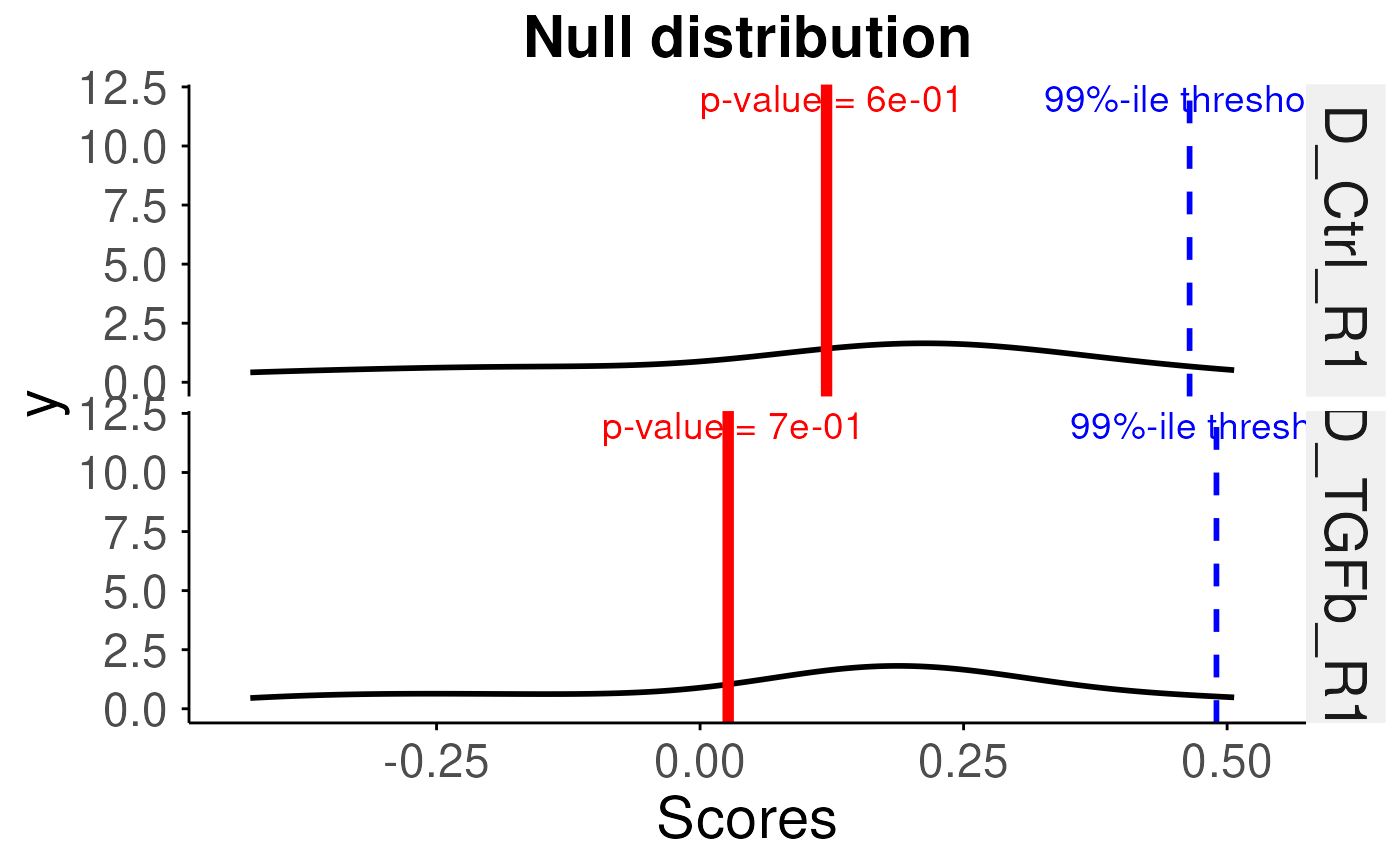 Null distribution
12.5
10.0
7.5
5.0
2.5
0.0
p-value = 6e-01
99%-ile thresho
D_Ctrl_R1
y
12.5
10.0
7.5
5.0
2.5
0.0
p-value = 7e-01
99%-ile thresh
D_TGFb_R1
-0.25
0.00
0.25
0.50
Scores